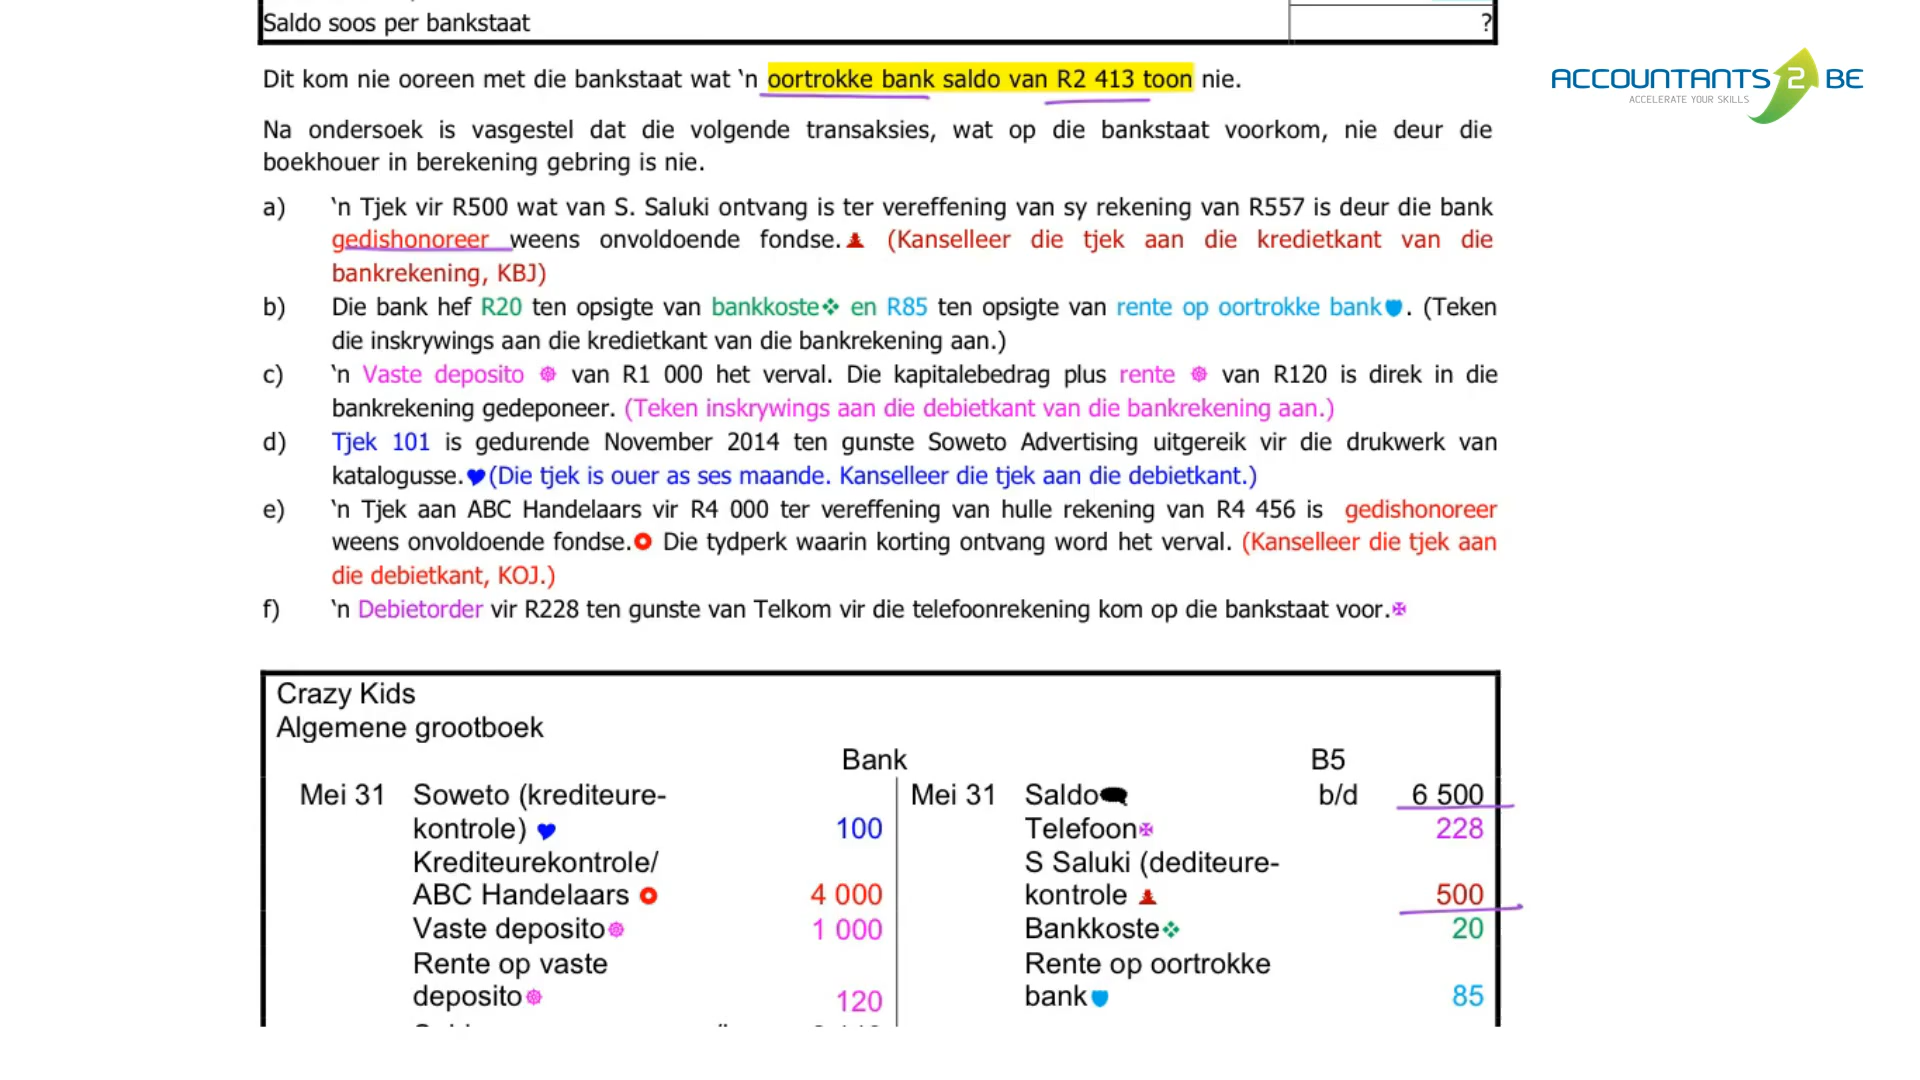 Saldo soos per bankstaat ?
ACCOUNTANTS 2 BE
ACCELERATE YOUR SKILLS
Dit kom nie ooreen met die bankstaat wat ‘n oortrokke bank saldo van R2 413 toon nie.
Na ondersoek is vasgestel dat die volgende transaksies, wat op die bankstaat voorkom, nie deur die
boekhouer in berekening gebring is nie.
a) ‘n Tjek vir R500 wat van S. Saluki ontvang is ter vereffening van sy rekening van R557 is deur die bank
gedishonoreer weens onvoldoende fondse. (Kanselleer die tjek aan die kredietkant van die
bankrekening, KBJ)
b) Die bank hef R20 ten opsigte van bankkoste en R85 ten opsigte van rente op oortrokke bank. (Teken
die inskrywings aan die kredietkant van die bankrekening aan.)
c) ‘n Vaste deposito van R1 000 het verval. Die kapitalebedrag plus rente van R120 is direk in die
bankrekening gedeponeer. (Teken inskrywings aan die debietkant van die bankrekening aan.)
d) Tjek 101 is gedurende November 2014 ten gunste Soweto Advertising uitgereik vir die drukwerk van
katalogusse. (Die tjek is ouer as ses maande. Kanselleer die tjek aan die debietkant.)
e) ‘n Tjek aan ABC Handelaars vir R4 000 ter vereffening van hulle rekening van R4 456 is gedishonoreer
weens onvoldoende fondse. Die tydperk waarin korting ontvang word het verval. (Kanselleer die tjek aan
die debietkant, KOJ.)
f) ‘n Debietorder vir R228 ten gunste van Telkom vir die telefoonrekening kom op die bankstaat voor.
Crazy Kids
Algemene grootboek
Bank B5
Mei 31 Soweto (krediteure- Mei 31 Saldo b/d 6 500
kontrole) 100 Telefoon 228
Krediteurekontrole/ S Saluki (dediteure-
ABC Handelaars 4 000 kontrole 500
Vaste deposito 1 000 Bankkoste 20
Rente op vaste Rente op oortrokke
deposito 120 bank 85